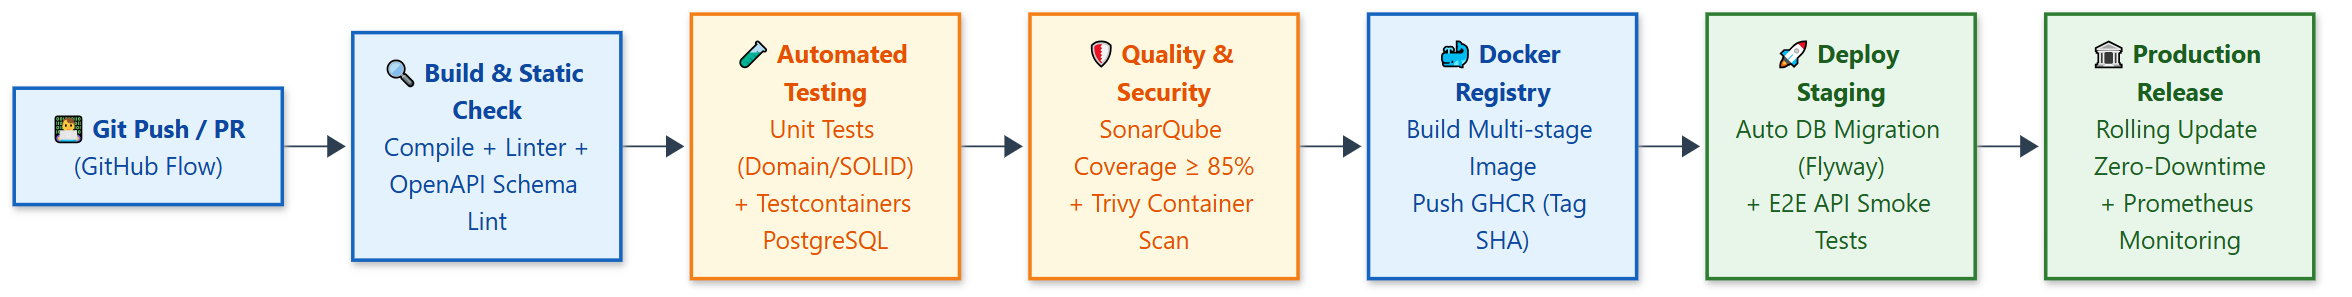 Git Push / PR
(GitHub Flow)
Build & Static
Check
Compile + Linter +
OpenAPI Schema
Lint
Automated
Testing
Unit Tests
(Domain/SOLID)
+ Testcontainers
PostgreSQL
Quality &
Security
SonarQube
Coverage ≥ 85%
+ Trivy Container
Scan
Docker
Registry
Build Multi-stage
Image
Push GHCR (Tag
SHA)
Deploy
Staging
Auto DB Migration
(Flyway)
+ E2E API Smoke
Tests
Production
Release
Rolling Update
Zero-Downtime
+ Prometheus
Monitoring